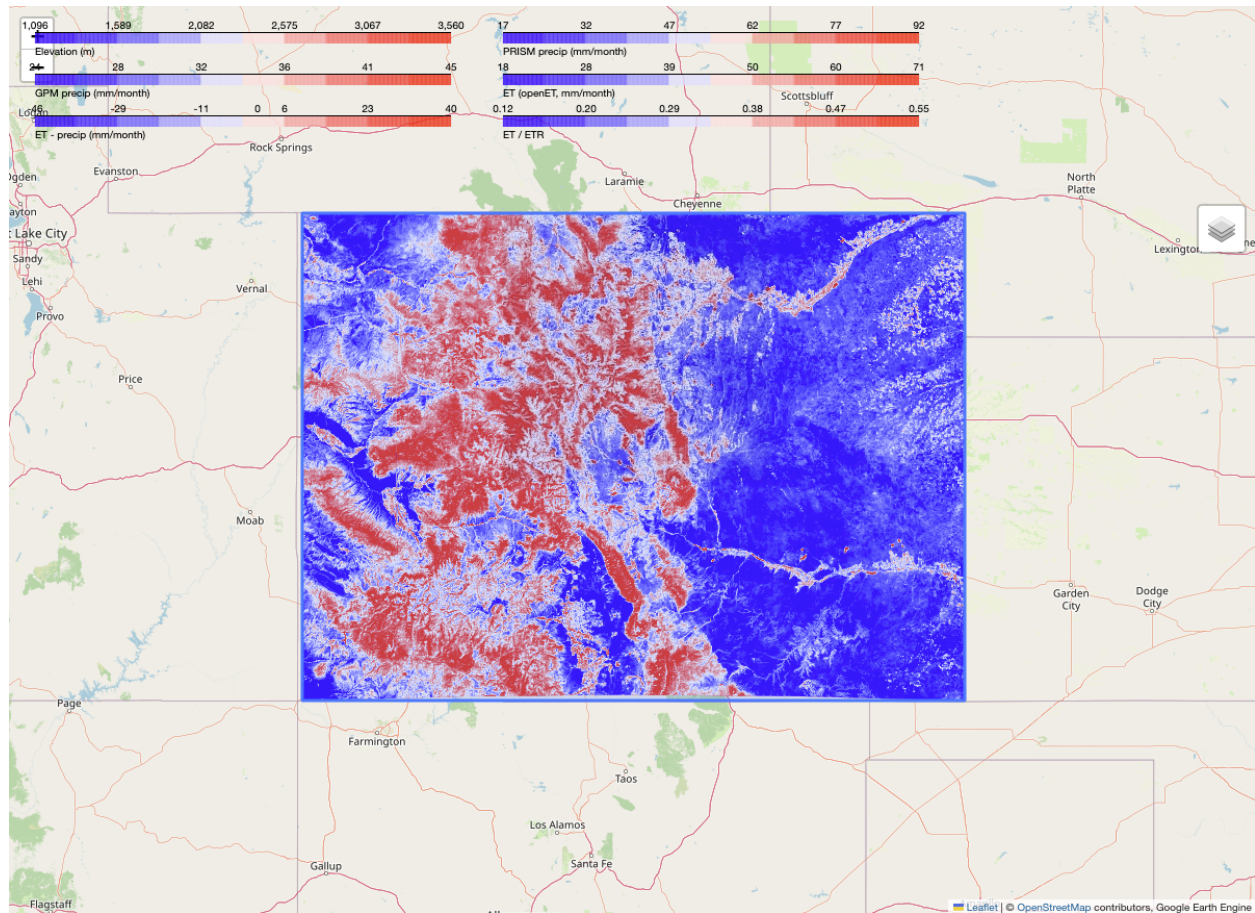 1,096 1,589 2,082 2,575 3,067 3,560
Elevation (m)
17 32 47 62 77 92
PRISM precip (mm/month)
28 32 36 41 45
GPM precip (mm/month)
18 28 39 50 60 71
ET (openET, mm/month)
-46 -29 -11 0 6 23 40
ET - precip (mm/month)
0.12 0.20 0.29 0.38 0.47 0.55
ET / ETR
Scottsbluff
Logan
Rock Springs
Evanston
Laramie
North
Platte
Ogden
Cheyenne
ayton
t Lake City
Sandy
Lexington
Lehi
Vernal
Provo
Price
Moab
Garden
City
Dodge
City
Page
Farmington
Taos
Los Alamos
Santa Fe
Gallup
Flagstaff
Leaflet | © OpenStreetMap contributors, Google Earth Engine